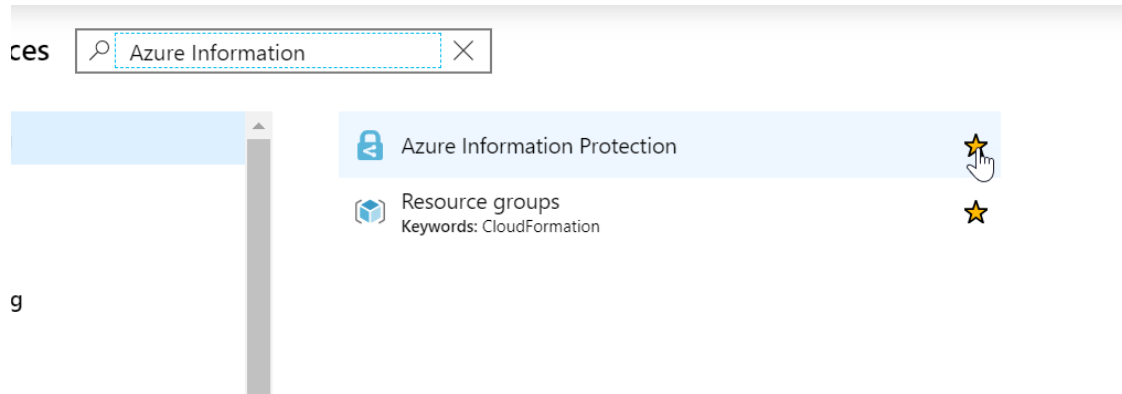 ces
Azure Information
Azure Information Protection
Resource groups
Keywords: CloudFormation
g